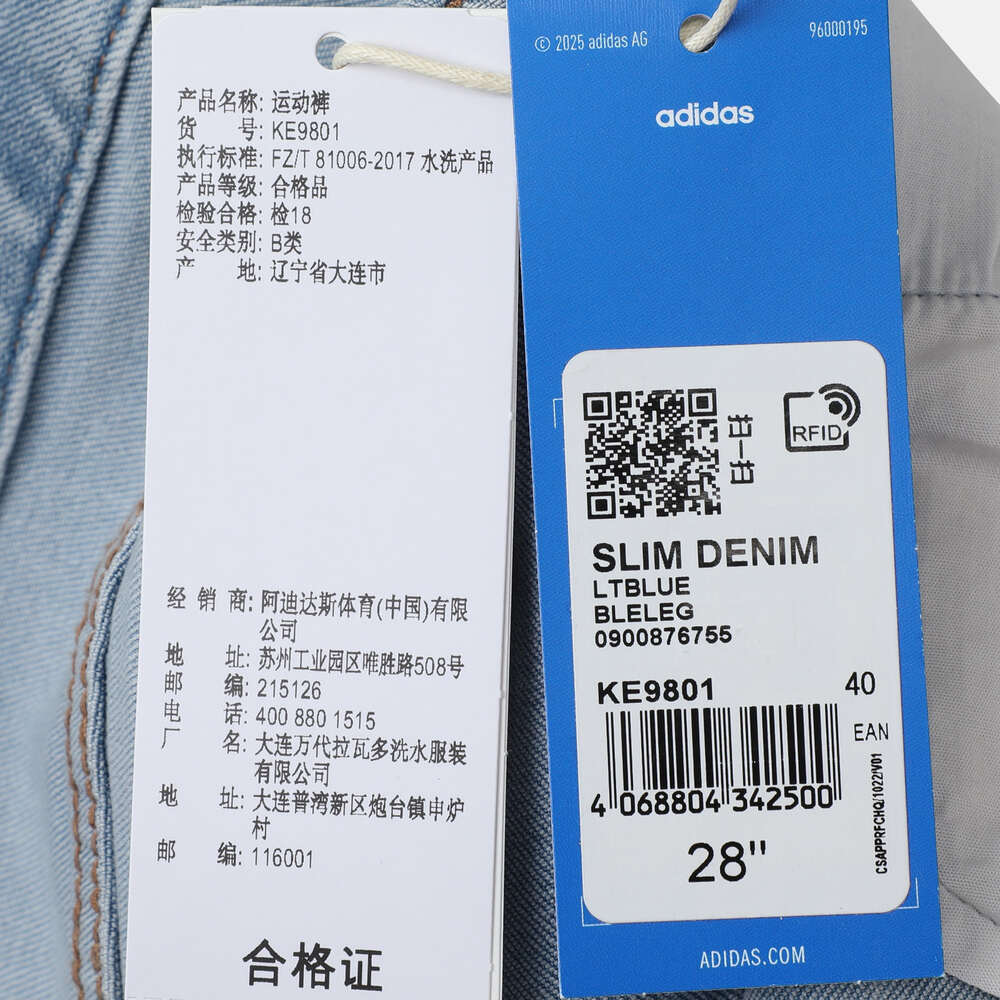 产品名称: 运动裤
货 号: KE9801
执行标准: FZ/T 81006-2017 水洗产品
产品等级: 合格品
检验合格: 检18
安全类别: B类
产 地: 辽宁省大连市
经 销 商: 阿迪达斯体育(中国)有限
公司
地 址: 苏州工业园区唯胜路508号
邮 编: 215126
电 话: 400 880 1515
厂 名: 大连万代拉瓦多洗水服装
有限公司
地 址: 大连普湾新区炮台镇申炉
村
邮 编: 116001
合格证
© 2025 adidas AG
96000195
adidas
扫一扫
RFID
SLIM DENIM
LTBLUE
BLELEG
0900876755
KE9801 40
EAN
4 068804 342500
CSAPPRFCHQ/1022/V01
28"
ADIDAS.COM